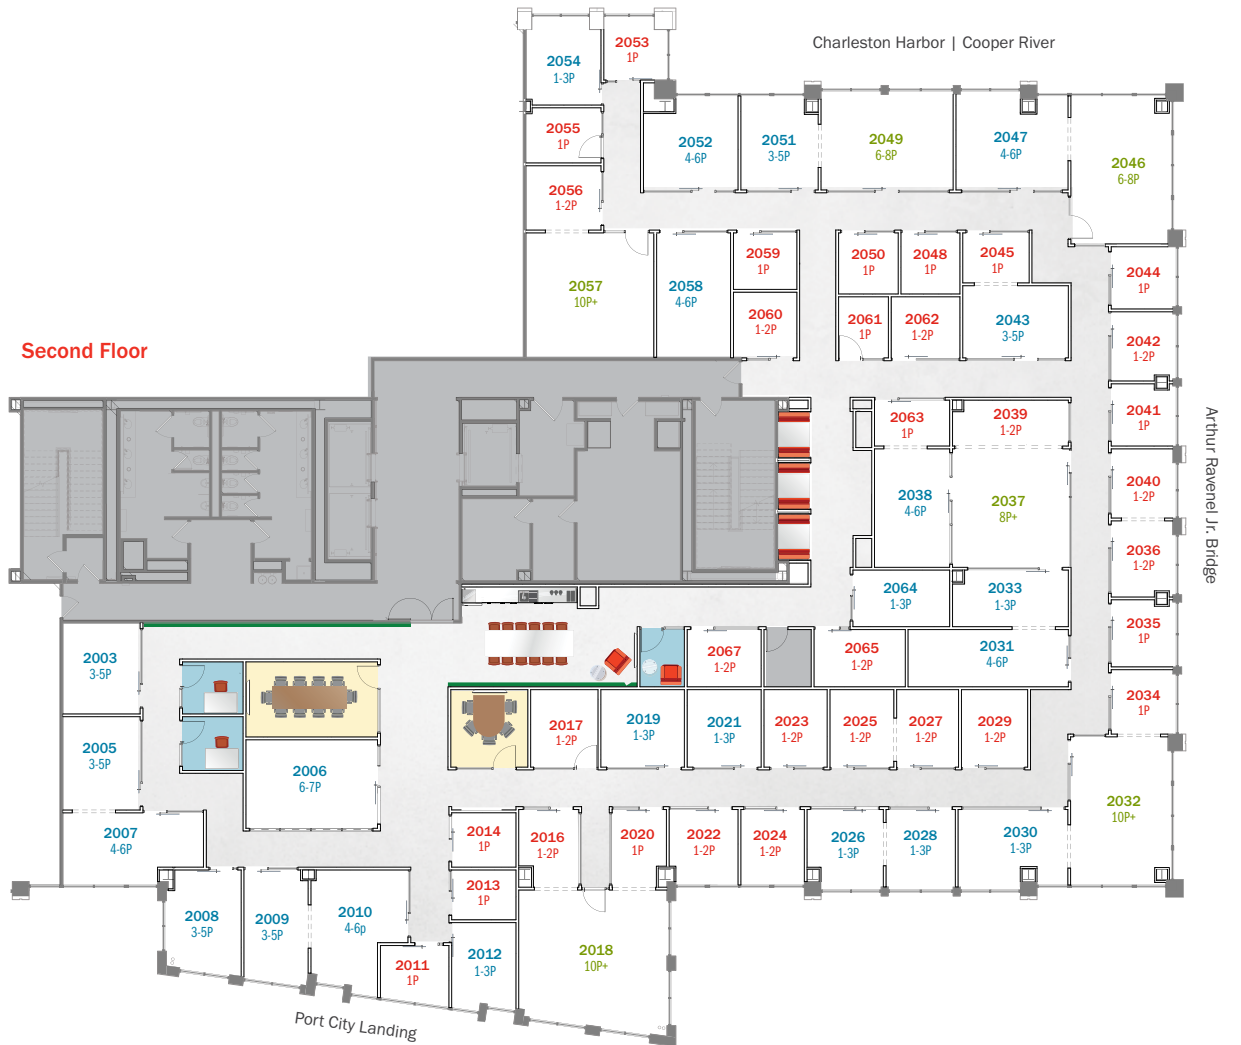 Charleston Harbor | Cooper River
2053
1P
2054
1-3P
2055
1P
2052
4-6P
2051
3-5P
2049
6-8P
2047
4-6P
2046
6-8P
2056
1-2P
2059
1P
2050
1P
2048
1P
2045
1P
2044
1P
2057
10P+
2058
4-6P
2060
1-2P
2061
1P
2062
1-2P
2043
3-5P
2042
1-2P
Second Floor
2063
1P
2039
1-2P
2041
1P
Arthur Ravenel Jr. Bridge
2038
4-6P
2037
8P+
2040
1-2P
2036
1-2P
2064
1-3P
2033
1-3P
2035
1P
2003
3-5P
2067
1-2P
2065
1-2P
2031
4-6P
2034
1P
2005
3-5P
2017
1-2P
2019
1-3P
2021
1-3P
2023
1-2P
2025
1-2P
2027
1-2P
2029
1-2P
2006
6-7P
2032
10P+
2007
4-6P
2014
1P
2016
1-2P
2020
1P
2022
1-2P
2024
1-2P
2026
1-3P
2028
1-3P
2030
1-3P
2013
1P
2008
3-5P
2009
3-5P
2010
4-6p
2011
1P
2012
1-3P
2018
10P+
Port City Landing